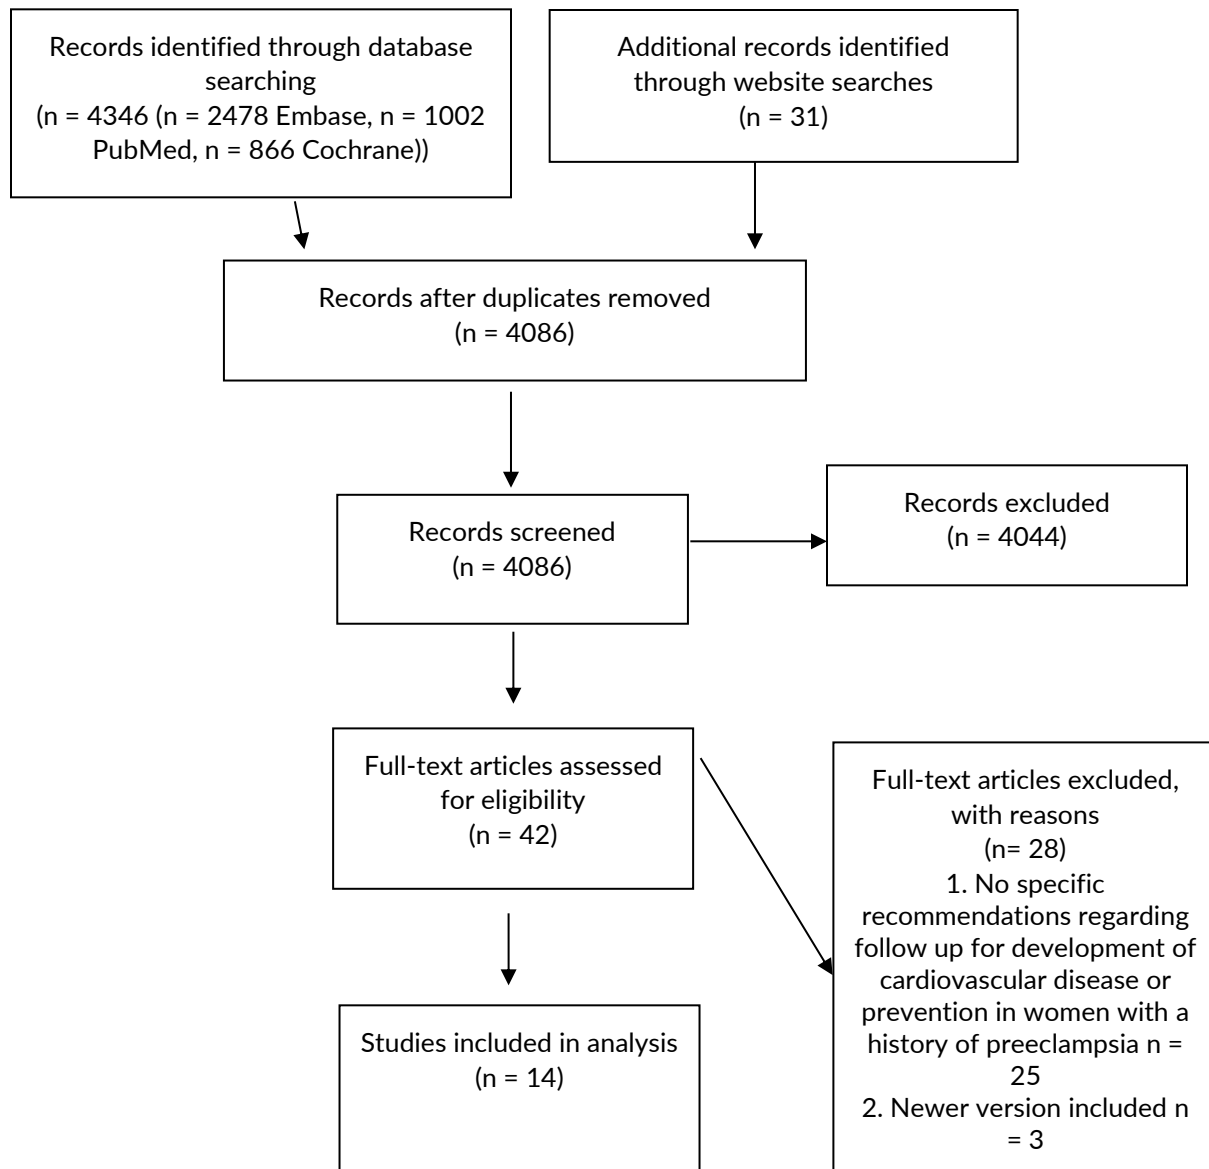 Records identified through database
searching
(n = 4346 (n = 2478 Embase, n = 1002
PubMed, n = 866 Cochrane))
Additional records identified
through website searches
(n = 31)
Records after duplicates removed
(n = 4086)
Records screened
(n = 4086)
Records excluded
(n = 4044)
Full-text articles assessed
for eligibility
(n = 42)
Full-text articles excluded,
with reasons
(n= 28)
1. No specific
recommendations regarding
follow up for development of
cardiovascular disease or
prevention in women with a
history of preeclampsia n =
25
2. Newer version included n
= 3
Studies included in analysis
(n = 14)